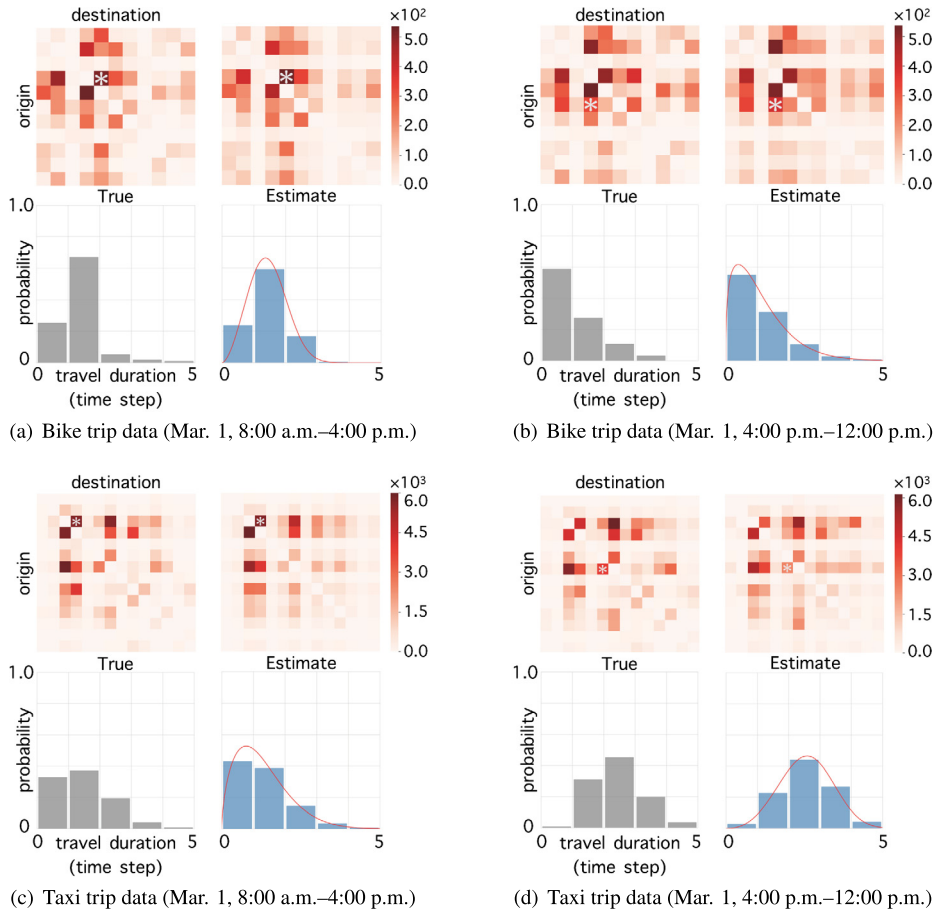 destination
×10²
5.0
4.0
3.0
2.0
1.0
0.0
origin
True
Estimate
1.0
probability
0
0
travel duration
5
(time step)
0
5
(a) Bike trip data (Mar. 1, 8:00 a.m.–4:00 p.m.)
destination
×10²
5.0
4.0
3.0
2.0
1.0
0.0
origin
True
Estimate
1.0
probability
0
0
travel duration
5
(time step)
0
5
(b) Bike trip data (Mar. 1, 4:00 p.m.–12:00 p.m.)
destination
×10³
6.0
4.5
3.0
1.5
0.0
origin
*
*
True
Estimate
1.0
probability
0
0
travel duration
5
(time step)
0
5
(c) Taxi trip data (Mar. 1, 8:00 a.m.–4:00 p.m.)
destination
×10³
6.0
4.5
3.0
1.5
0.0
origin
*
*
True
Estimate
1.0
probability
0
0
travel duration
5
(time step)
0
5
(d) Taxi trip data (Mar. 1, 4:00 p.m.–12:00 p.m.)